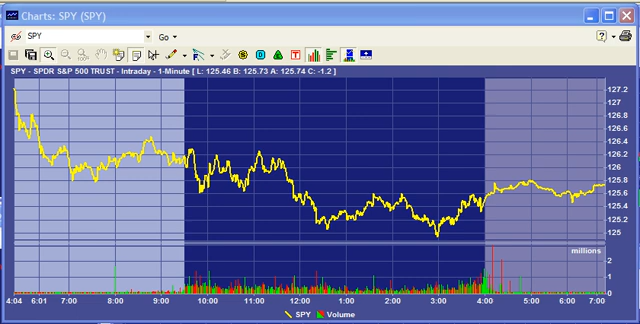 Charts: SPY (SPY)
SPY Go
SPY - SPDR S&P 500 TRUST - Intraday - 1-Minute [ L: 125.46 B: 125.73 A: 125.74 C: -1.2 ]
127.2
127
126.8
126.6
126.4
126.2
126
125.8
125.6
125.4
125.2
125
millions
2
1
0
4:04 6:01 7:00 8:00 9:00 10:00 11:00 12:00 1:00 2:00 3:00 4:00 5:00 6:00 7:00
SPY Volume